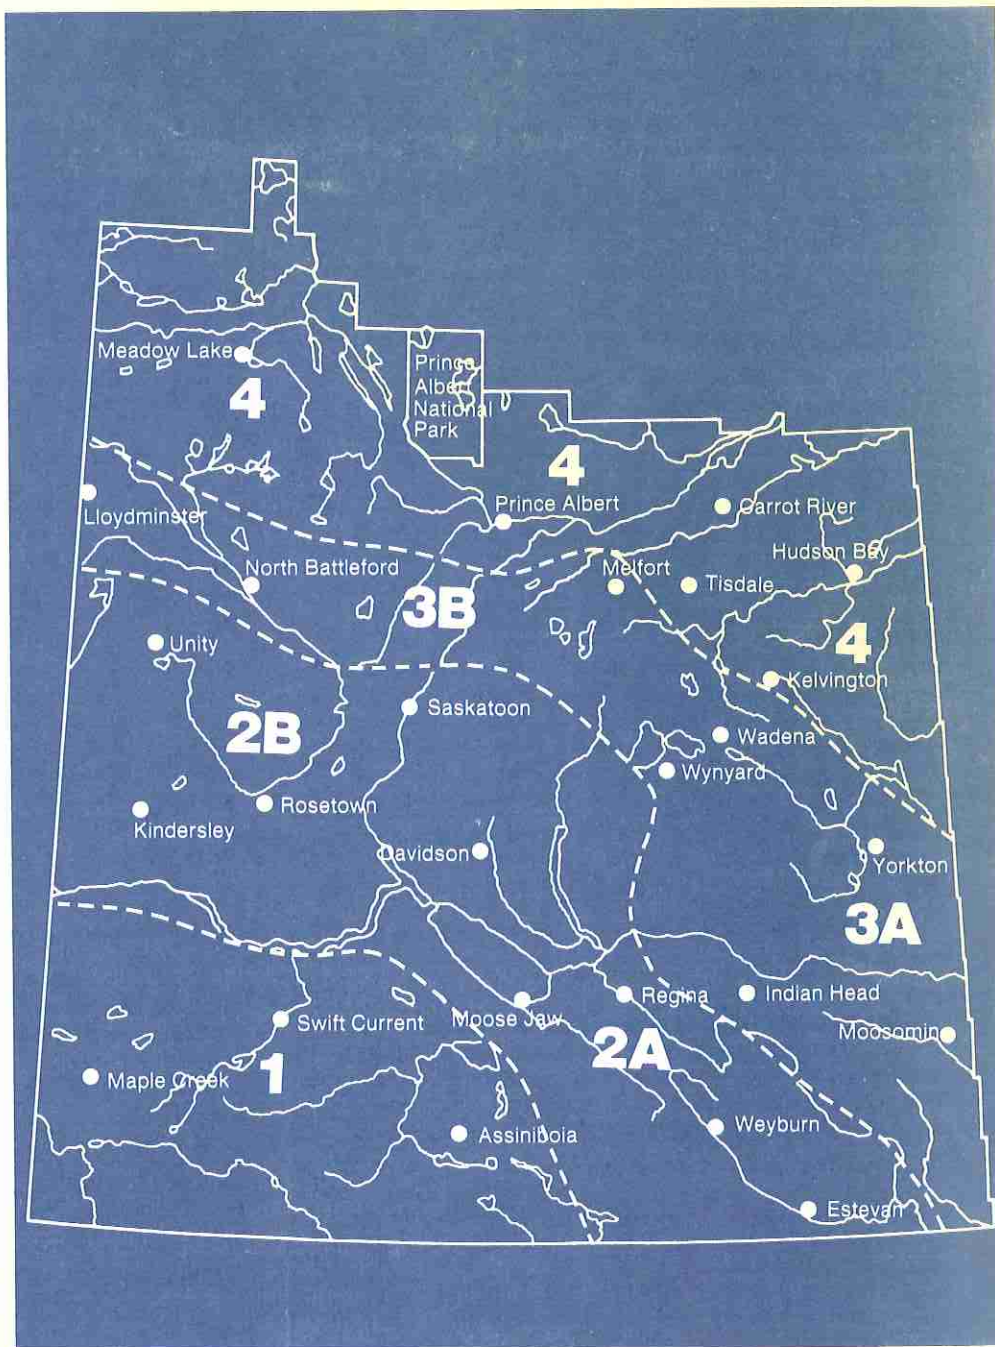 Meadow Lake
4
Prince
Albert
National
Park
4
Lloydminster
Prince Albert
Carrot River
North Battleford
3B
Melfort
Tisdale
Hudson Bay
Unity
4
Kelvington
2B
Saskatoon
Wadena
Wynyard
Kindersley
Rosetown
Davidson
Yorkton
3A
Swift Current
Moose Jaw
Regina
Indian Head
2A
Moosomin
Maple Creek
1
Assiniboia
Weyburn
Estevan